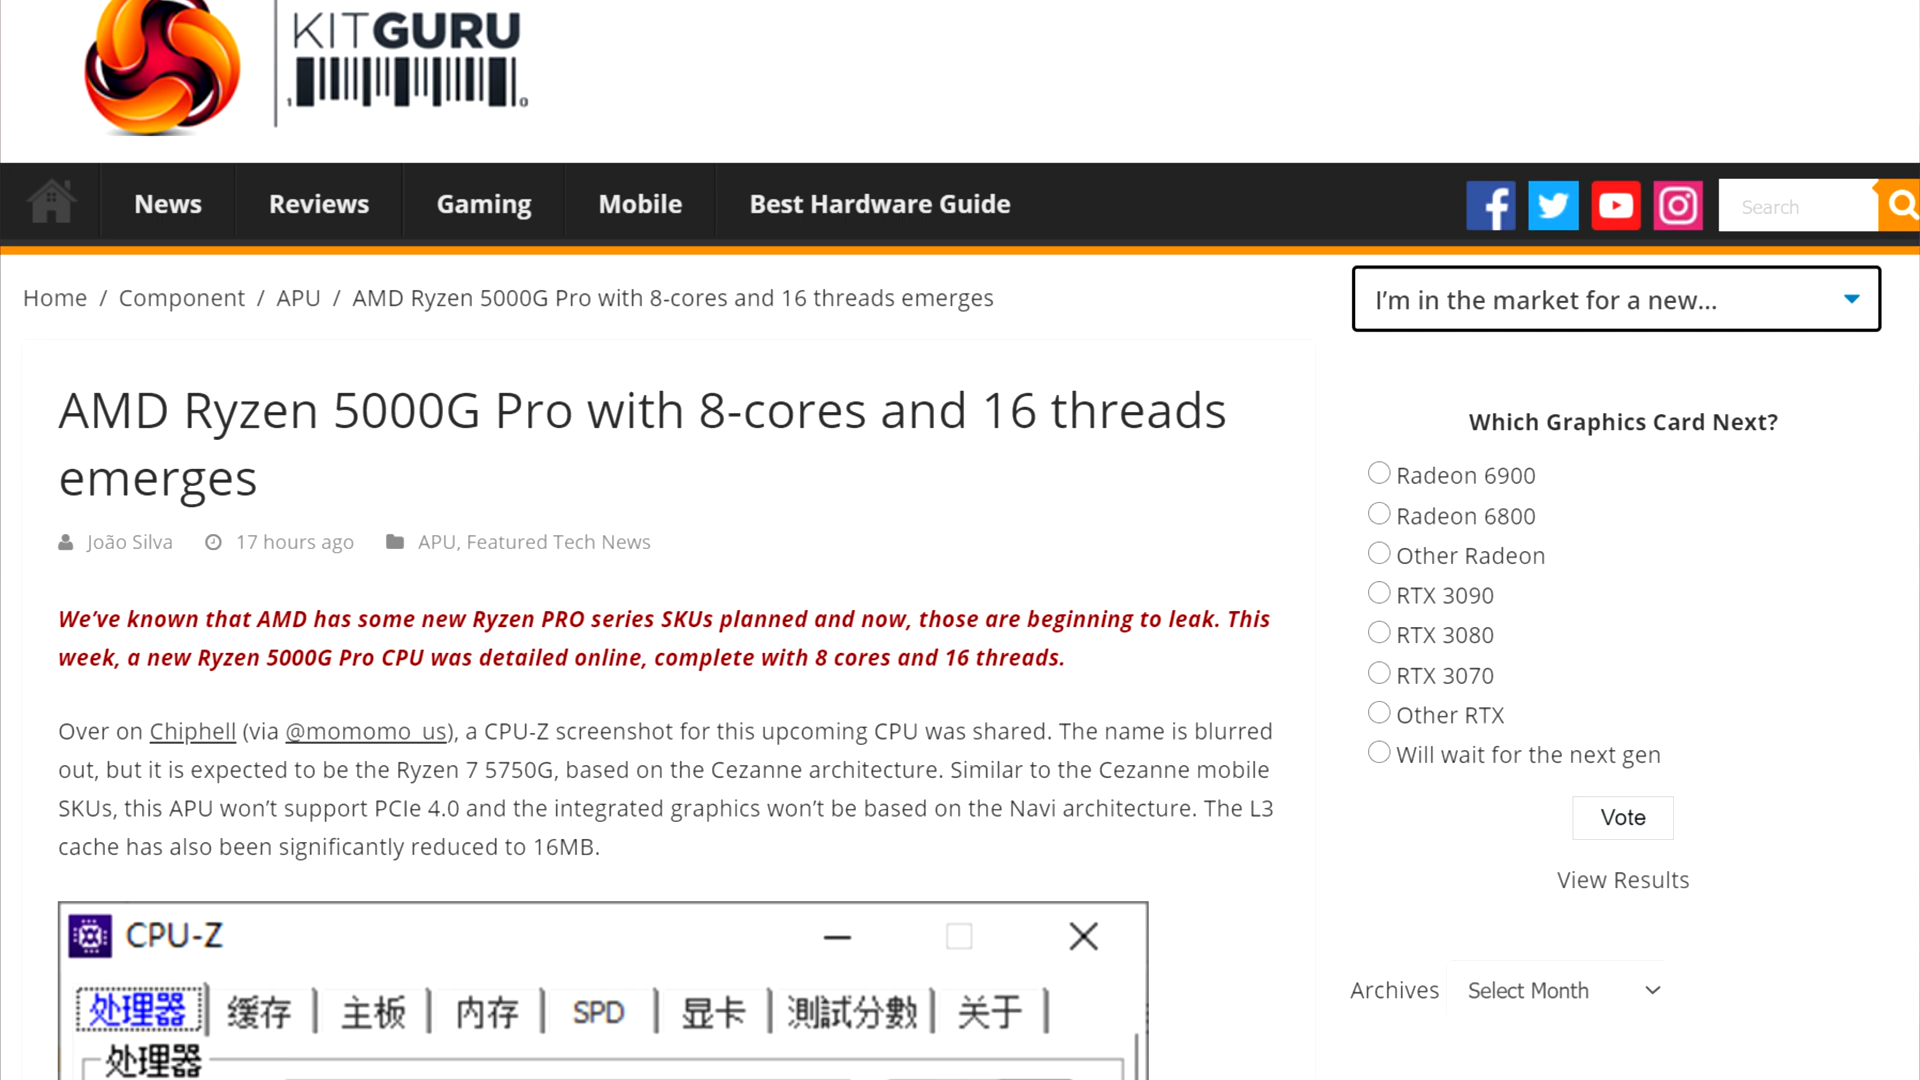 KITGURU
1 0
News Reviews Gaming Mobile Best Hardware Guide Search
Home / Component / APU / AMD Ryzen 5000G Pro with 8-cores and 16 threads emerges
I'm in the market for a new...
AMD Ryzen 5000G Pro with 8-cores and 16 threads
emerges
João Silva 17 hours ago APU, Featured Tech News
We've known that AMD has some new Ryzen PRO series SKUs planned and now, those are beginning to leak. This
week, a new Ryzen 5000G Pro CPU was detailed online, complete with 8 cores and 16 threads.
Over on Chiphell (via @momomo_us), a CPU-Z screenshot for this upcoming CPU was shared. The name is blurred
out, but it is expected to be the Ryzen 7 5750G, based on the Cezanne architecture. Similar to the Cezanne mobile
SKUs, this APU won't support PCIe 4.0 and the integrated graphics won't be based on the Navi architecture. The L3
cache has also been significantly reduced to 16MB.
CPU-Z
处理器 缓存 主板 内存 SPD 显卡 測試分數 关于
处理器
Which Graphics Card Next?
Radeon 6900
Radeon 6800
Other Radeon
RTX 3090
RTX 3080
RTX 3070
Other RTX
Will wait for the next gen
Vote
View Results
Archives Select Month